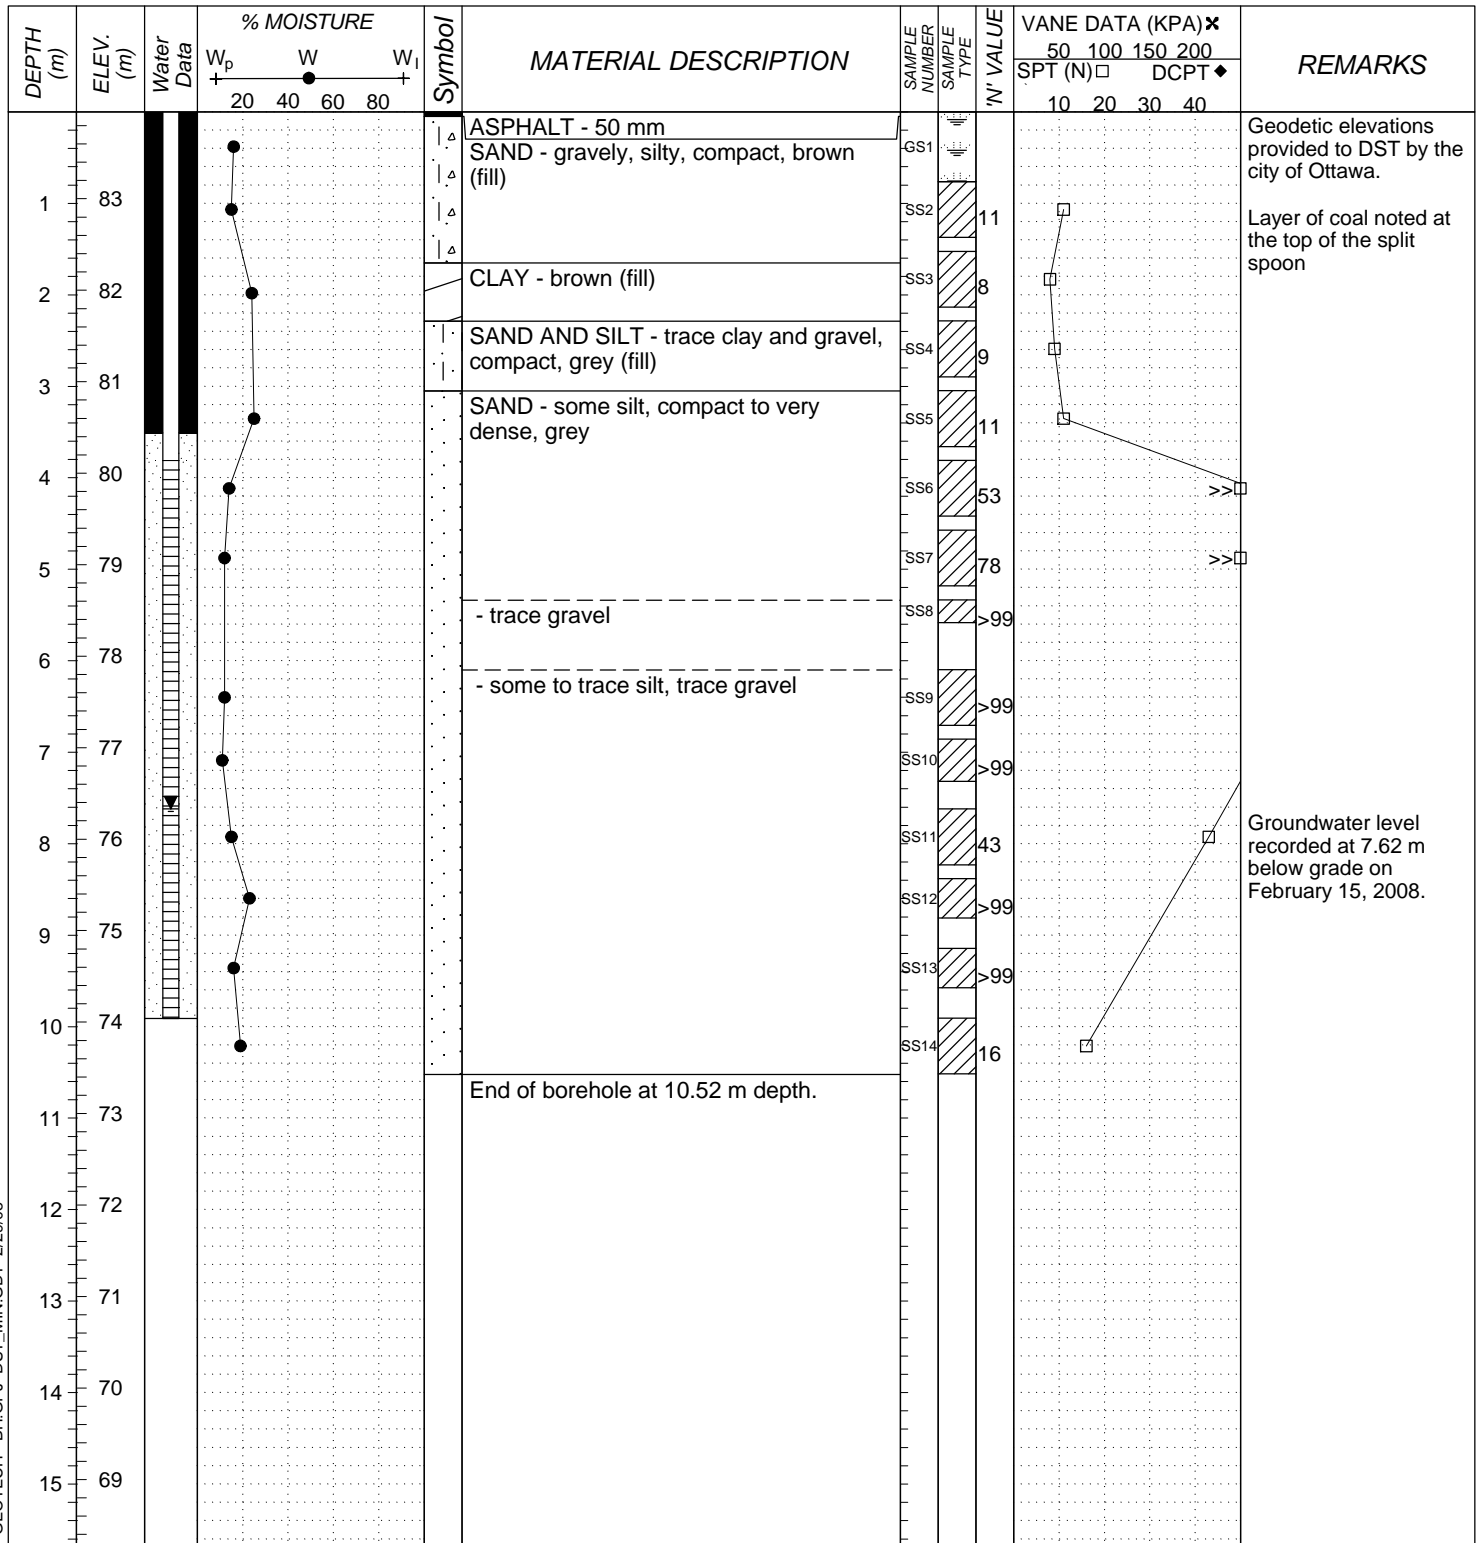 DEPTH (m)
ELEV. (m)
Water Data
% MOISTURE
Wp W Wl
20 40 60 80
Symbol
MATERIAL DESCRIPTION
SAMPLE NUMBER
SAMPLE TYPE
'N' VALUE
VANE DATA (KPA)
50 100 150 200
SPT (N) DCPT
10 20 30 40
REMARKS
ASPHALT - 50 mm
SAND - gravely, silty, compact, brown
(fill)
CLAY - brown (fill)
SAND AND SILT - trace clay and gravel,
compact, grey (fill)
SAND - some silt, compact to very
dense, grey
- trace gravel
- some to trace silt, trace gravel
End of borehole at 10.52 m depth.
1
2
3
4
5
6
7
8
9
10
11
12
13
14
15
83
82
81
80
79
78
77
76
75
74
73
72
71
70
69
GS1
SS2 11
SS3 8
SS4 9
SS5 11
SS6 53 >>
SS7 78 >>
SS8 >99
SS9 >99
SS10 >99
SS11 43
SS12 >99
SS13 >99
SS14 16
Geodetic elevations
provided to DST by the
city of Ottawa.
Layer of coal noted at
the top of the split
spoon
Groundwater level
recorded at 7.62 m
below grade on
February 15, 2008.